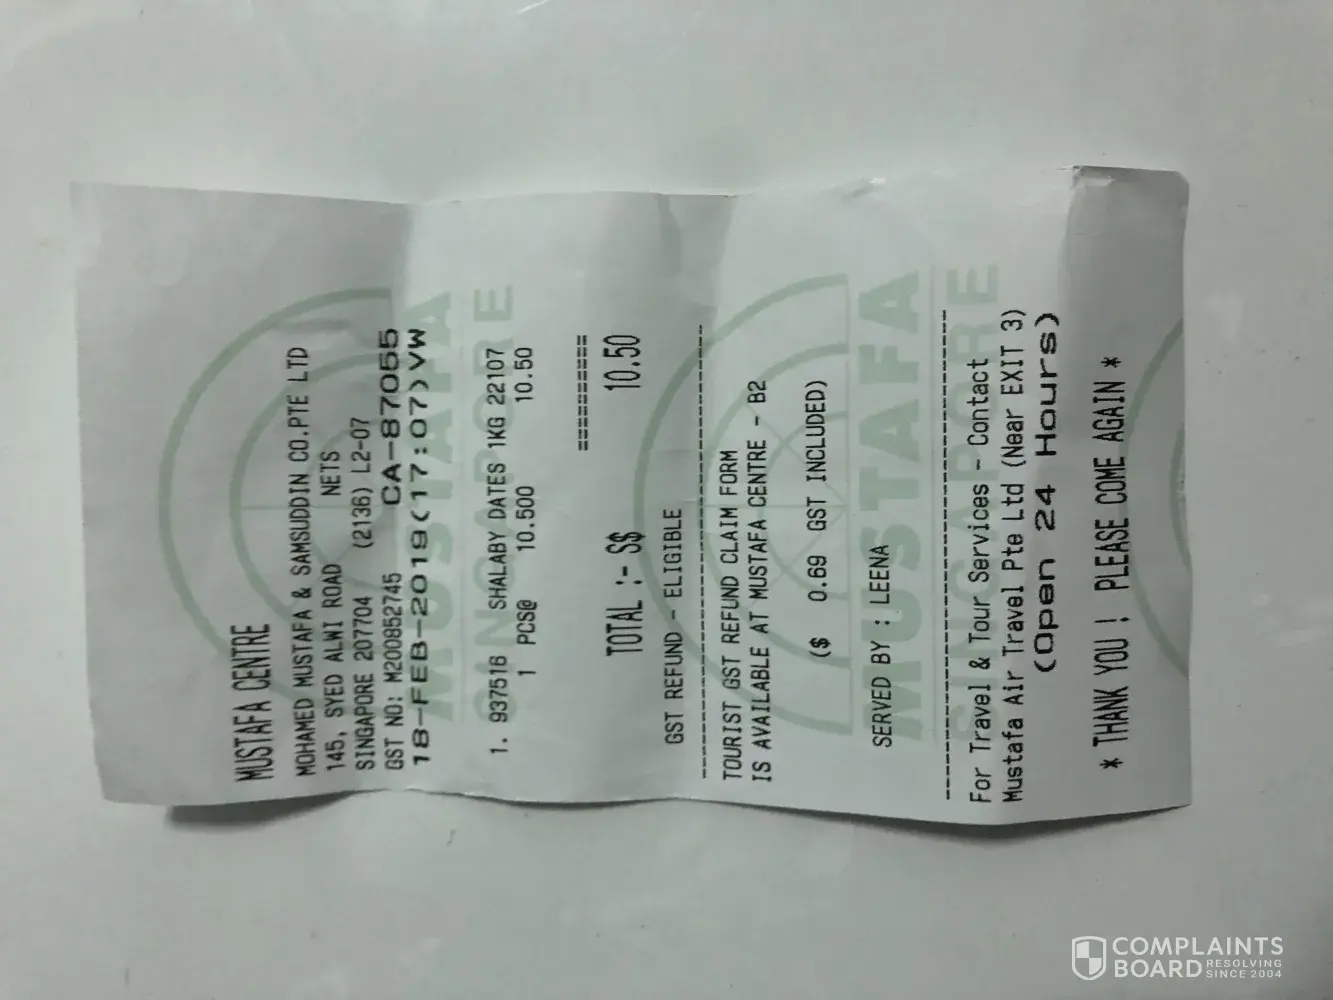 MUSTAFA CENTRE
MOHAMED MUSTAFA & SAMSUDDIN CO.PTE LTD
145, SYED ALWI ROAD NETS
SINGAPORE 207704 (2136) L2-07
GST NO: M200852745 CA-87055
18-FEB-2019(17:07)VW
1. 937516 SHALABY DATES 1KG 22107
1 PCS@ 10.500 10.50
==========
TOTAL :- S$ 10.50
GST REFUND - ELIGIBLE
--------------------------------------
TOURIST GST REFUND CLAIM FORM
IS AVAILABLE AT MUSTAFA CENTRE - B2
($ 0.69 GST INCLUDED)
SERVED BY : LEENA
--------------------------------------
For Travel & Tour Services - Contact
Mustafa Air Travel Pte Ltd (Near EXIT 3)
(Open 24 Hours)
* THANK YOU ! PLEASE COME AGAIN *
MUSTAFA
SINGAPORE
MUSTAFA
SINGAPORE
COMPLAINTS
BOARD RESOLVING
SINCE 2004